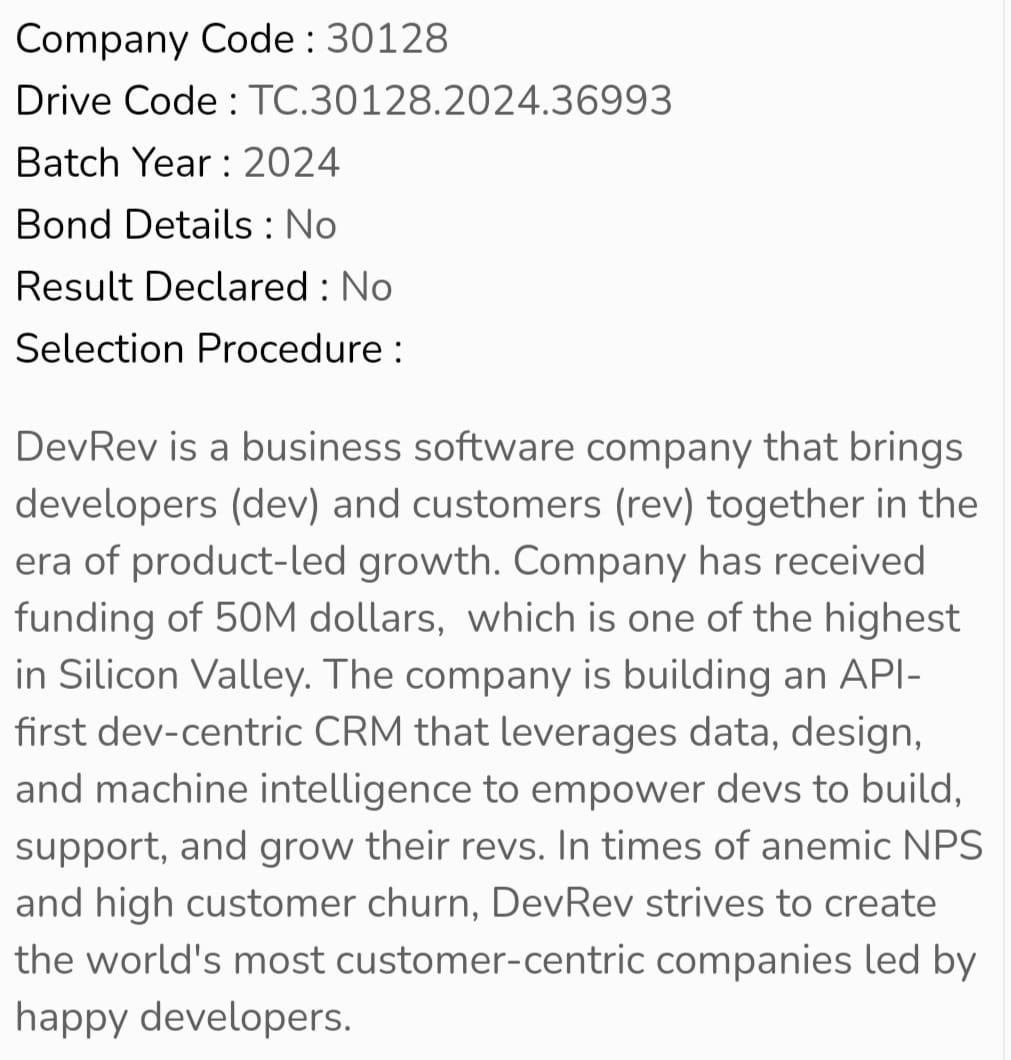 Company Code : 30128
Drive Code : TC.30128.2024.36993
Batch Year : 2024
Bond Details : No
Result Declared : No
Selection Procedure :
DevRev is a business software company that brings
developers (dev) and customers (rev) together in the
era of product-led growth. Company has received
funding of 50M dollars,  which is one of the highest
in Silicon Valley. The company is building an API-
first dev-centric CRM that leverages data, design,
and machine intelligence to empower devs to build,
support, and grow their revs. In times of anemic NPS
and high customer churn, DevRev strives to create
the world's most customer-centric companies led by
happy developers.